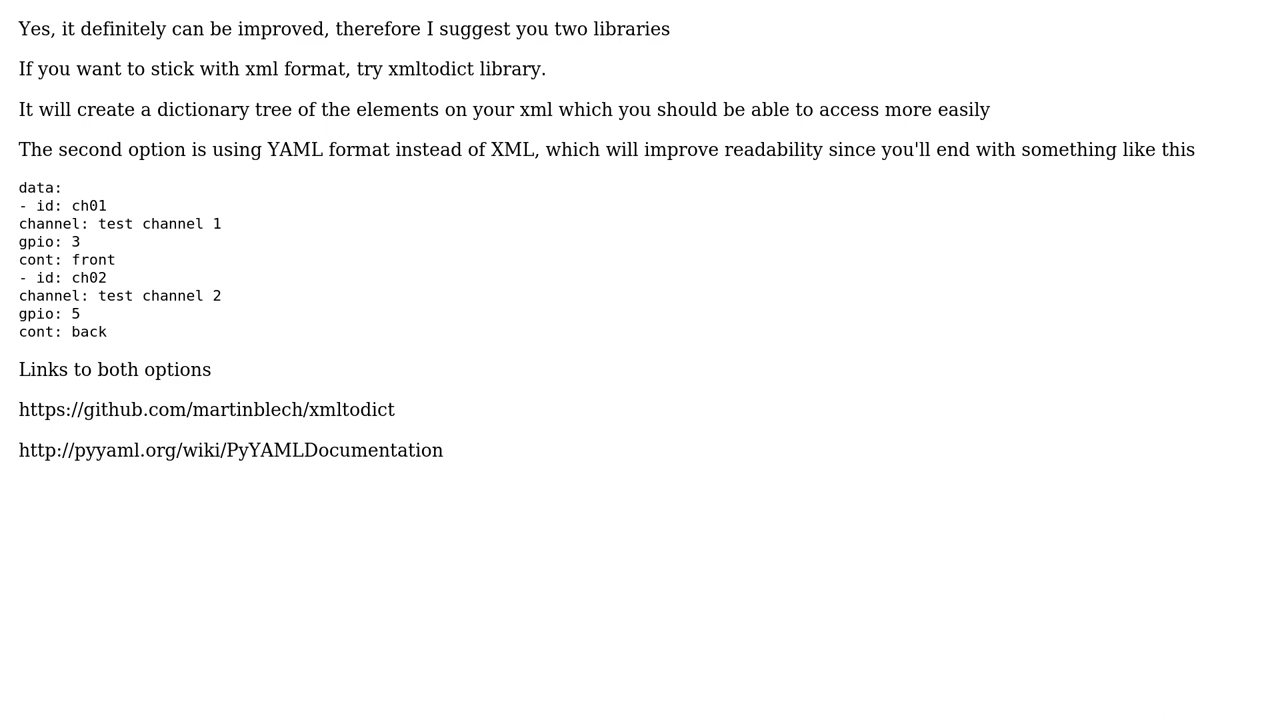 Yes, it definitely can be improved, therefore I suggest you two libraries
If you want to stick with xml format, try xmltodict library.
It will create a dictionary tree of the elements on your xml which you should be able to access more easily
The second option is using YAML format instead of XML, which will improve readability since you'll end with something like this
data:
- id: ch01
channel: test channel 1
gpio: 3
cont: front
- id: ch02
channel: test channel 2
gpio: 5
cont: back
Links to both options
https://github.com/martinblech/xmltodict
http://pyyaml.org/wiki/PyYAMLDocumentation